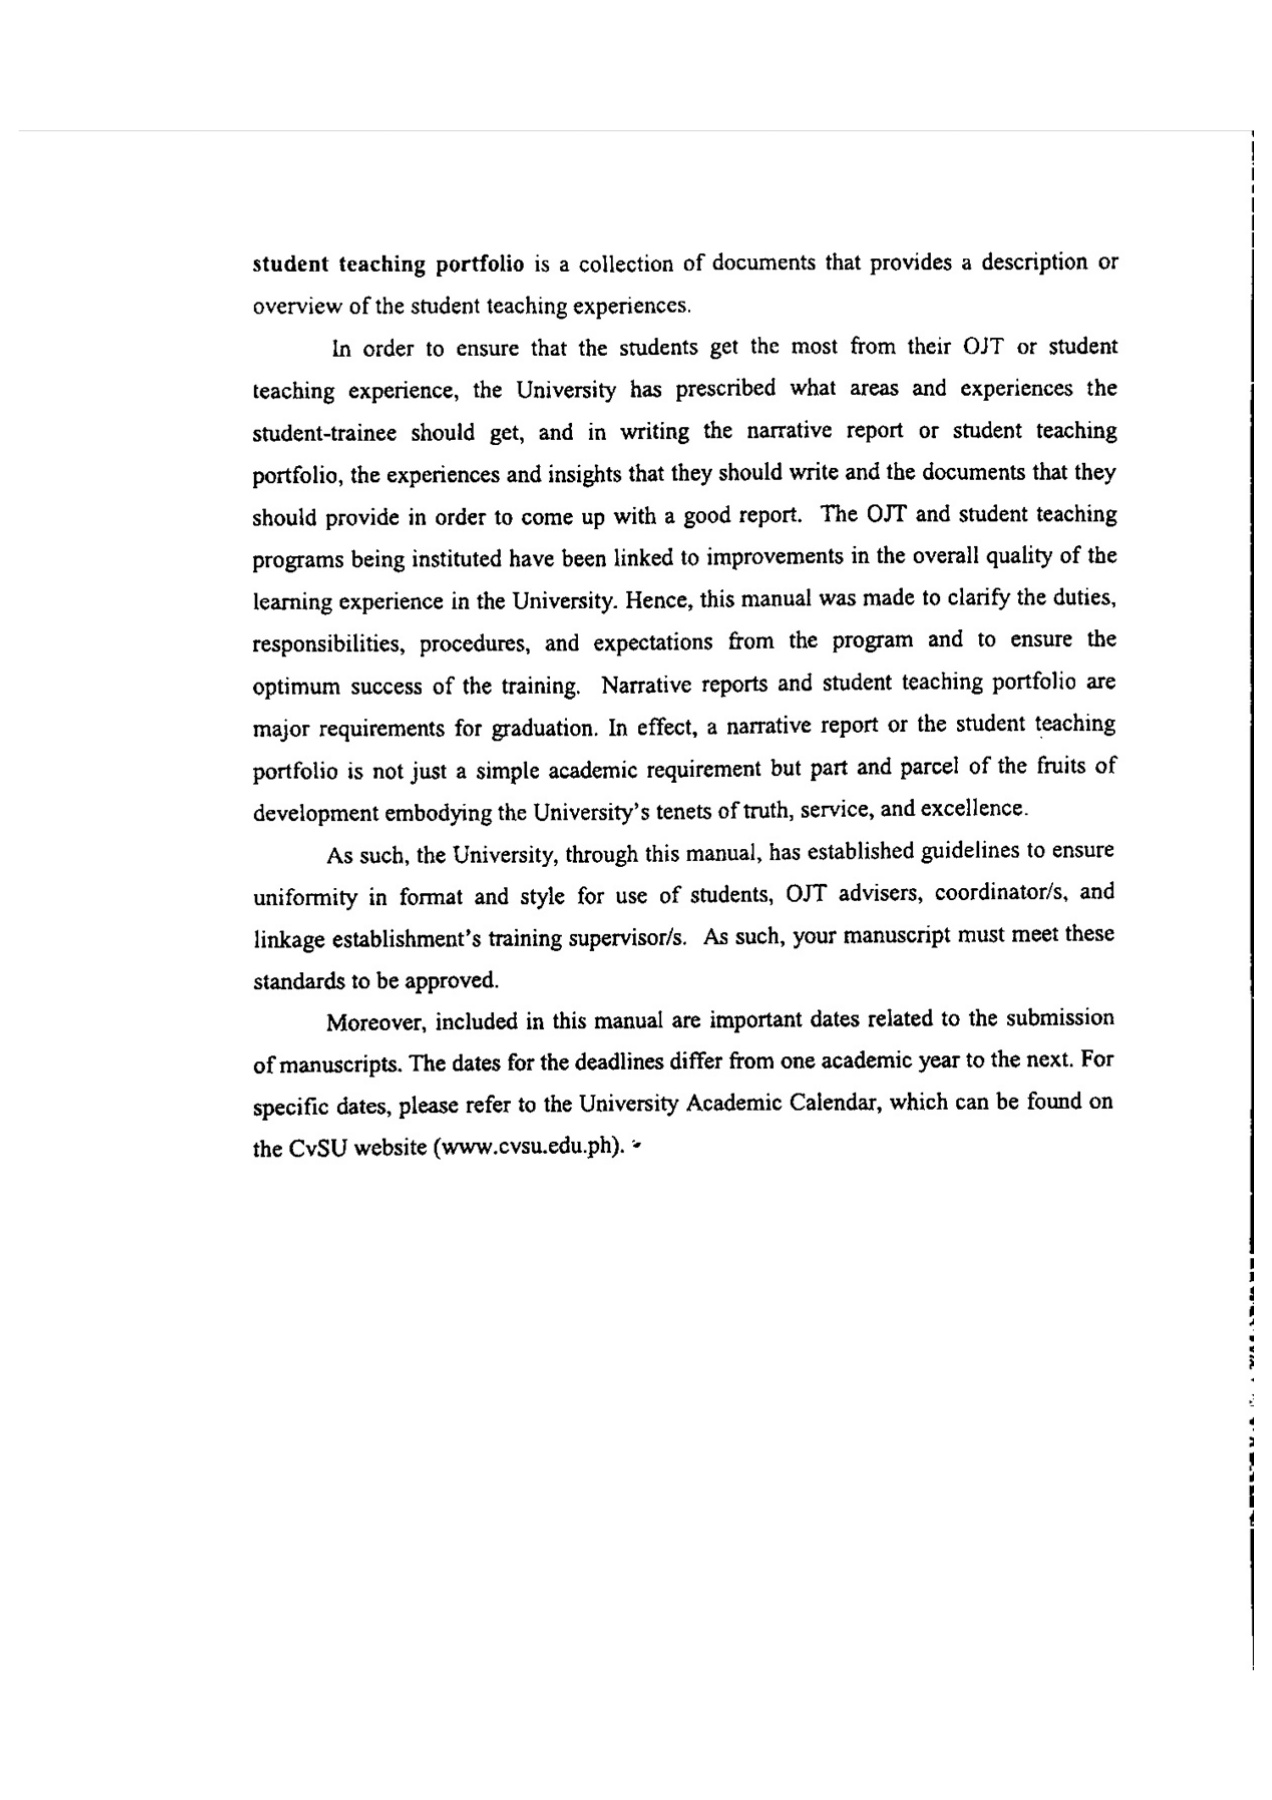 student teaching portfolio is a collection of documents that provides a description or
overview of the student teaching experiences.
In order to ensure that the students get the most from their OJT or student
teaching experience, the University has prescribed what areas and experiences the
student-trainee should get, and in writing the narrative report or student teaching
portfolio, the experiences and insights that they should write and the documents that they
should provide in order to come up with a good report. The OJT and student teaching
programs being instituted have been linked to improvements in the overall quality of the
learning experience in the University. Hence, this manual was made to clarify the duties,
responsibilities, procedures, and expectations from the program and to ensure the
optimum success of the training. Narrative reports and student teaching portfolio are
major requirements for graduation. In effect, a narrative report or the student teaching
portfolio is not just a simple academic requirement but part and parcel of the fruits of
development embodying the University's tenets of truth, service, and excellence.
As such, the University, through this manual, has established guidelines to ensure
uniformity in format and style for use of students, OJT advisers, coordinator/s, and
linkage establishment's training supervisor/s. As such, your manuscript must meet these
standards to be approved.
Moreover, included in this manual are important dates related to the submission
of manuscripts. The dates for the deadlines differ from one academic year to the next. For
specific dates, please refer to the University Academic Calendar, which can be found on
the CvSU website (www.cvsu.edu.ph).